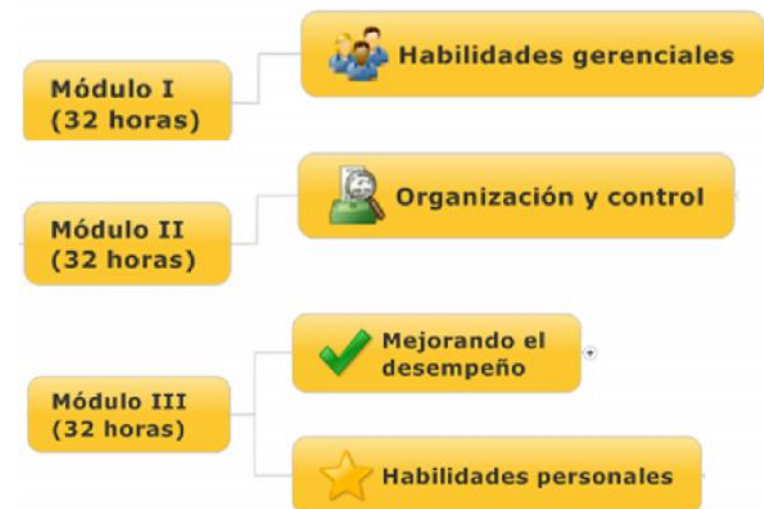 Módulo I
(32 horas)
Habilidades gerenciales
Módulo II
(32 horas)
Organización y control
Módulo III
(32 horas)
Mejorando el
desempeño
Habilidades personales